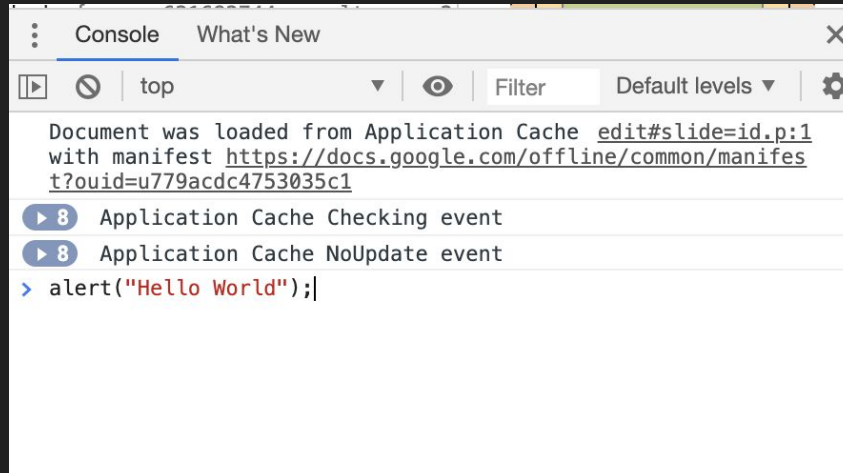 Console What's New
top Filter Default levels
Document was loaded from Application Cache edit#slide=id.p:1
with manifest https://docs.google.com/offline/common/manifes
t?ouid=u779acdc4753035c1
8 Application Cache Checking event
8 Application Cache NoUpdate event
> alert("Hello World");